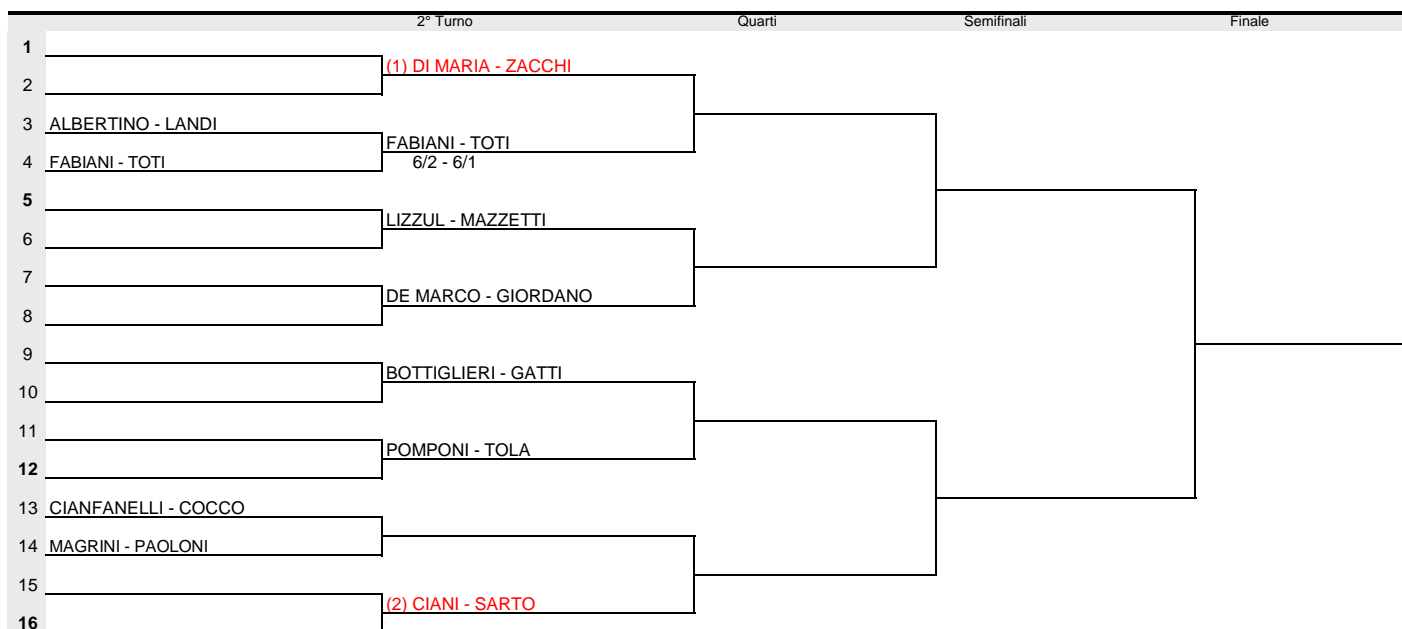 2° Turno Quarti Semifinali Finale
1
(1) DI MARIA - ZACCHI
2
3 ALBERTINO - LANDI
FABIANI - TOTI
4 FABIANI - TOTI 6/2 - 6/1
5
LIZZUL - MAZZETTI
6
7
DE MARCO - GIORDANO
8
9
BOTTIGLIERI - GATTI
10
11
POMPONI - TOLA
12
13 CIANFANELLI - COCCO
14 MAGRINI - PAOLONI
15
(2) CIANI - SARTO
16